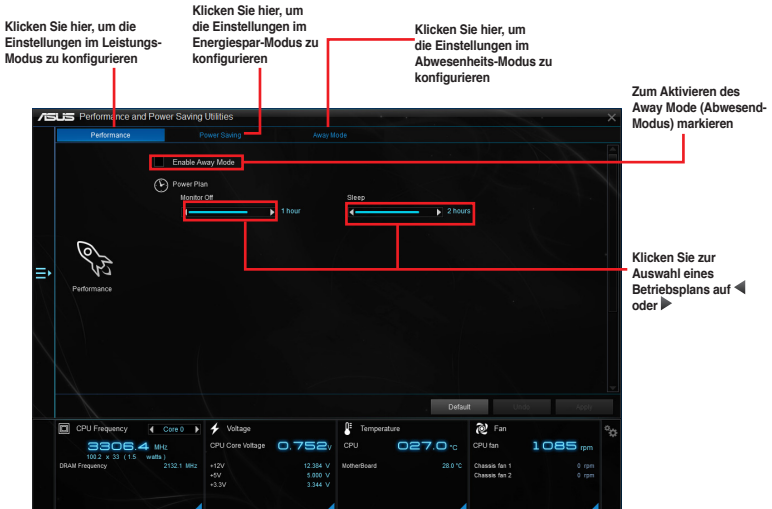 Klicken Sie hier, um die
Einstellungen im Leistungs-
Modus zu konfigurieren
Klicken Sie hier, um
die Einstellungen im
Energiespar-Modus zu
konfigurieren
Klicken Sie hier, um
die Einstellungen im
Abwesenheits-Modus zu
konfigurieren
Zum Aktivieren des
Away Mode (Abwesend-
Modus) markieren
ASUS Performance and Power Saving Utilities
Performance
Power Saving
Away Mode
Enable Away Mode
Power Plan
Monitor Off
1 hour
Sleep
2 hours
Performance
Klicken Sie zur
Auswahl eines
Betriebsplans auf ◀
oder ▶
Default
Undo
Apply
CPU Frequency
Core 0
3306.4 MHz
100.2 x 33 (1.5 watts)
DRAM Frequency 2132.1 MHz
Voltage
CPU Core Voltage 0.752 V
+12V 12.384 V
+5V 5.000 V
+3.3V 3.344 V
Temperature
CPU 027.0 °C
MotherBoard 28.0 °C
Fan
CPU fan 1085 rpm
Chassis fan 1 0 rpm
Chassis fan 2 0 rpm